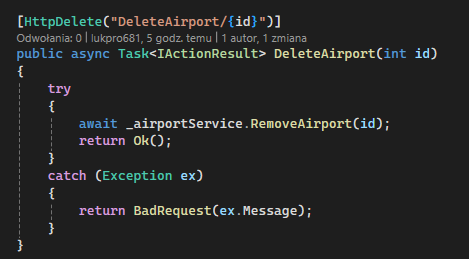 [HttpDelete("DeleteAirport/{id}")]
Odwołania: 0 | lukpro681, 5 godz. temu | 1 autor, 1 zmiana
public async Task<IActionResult> DeleteAirport(int id)
{
    try
    {
        await _airportService.RemoveAirport(id);
        return Ok();
    }
    catch (Exception ex)
    {
        return BadRequest(ex.Message);
    }
}